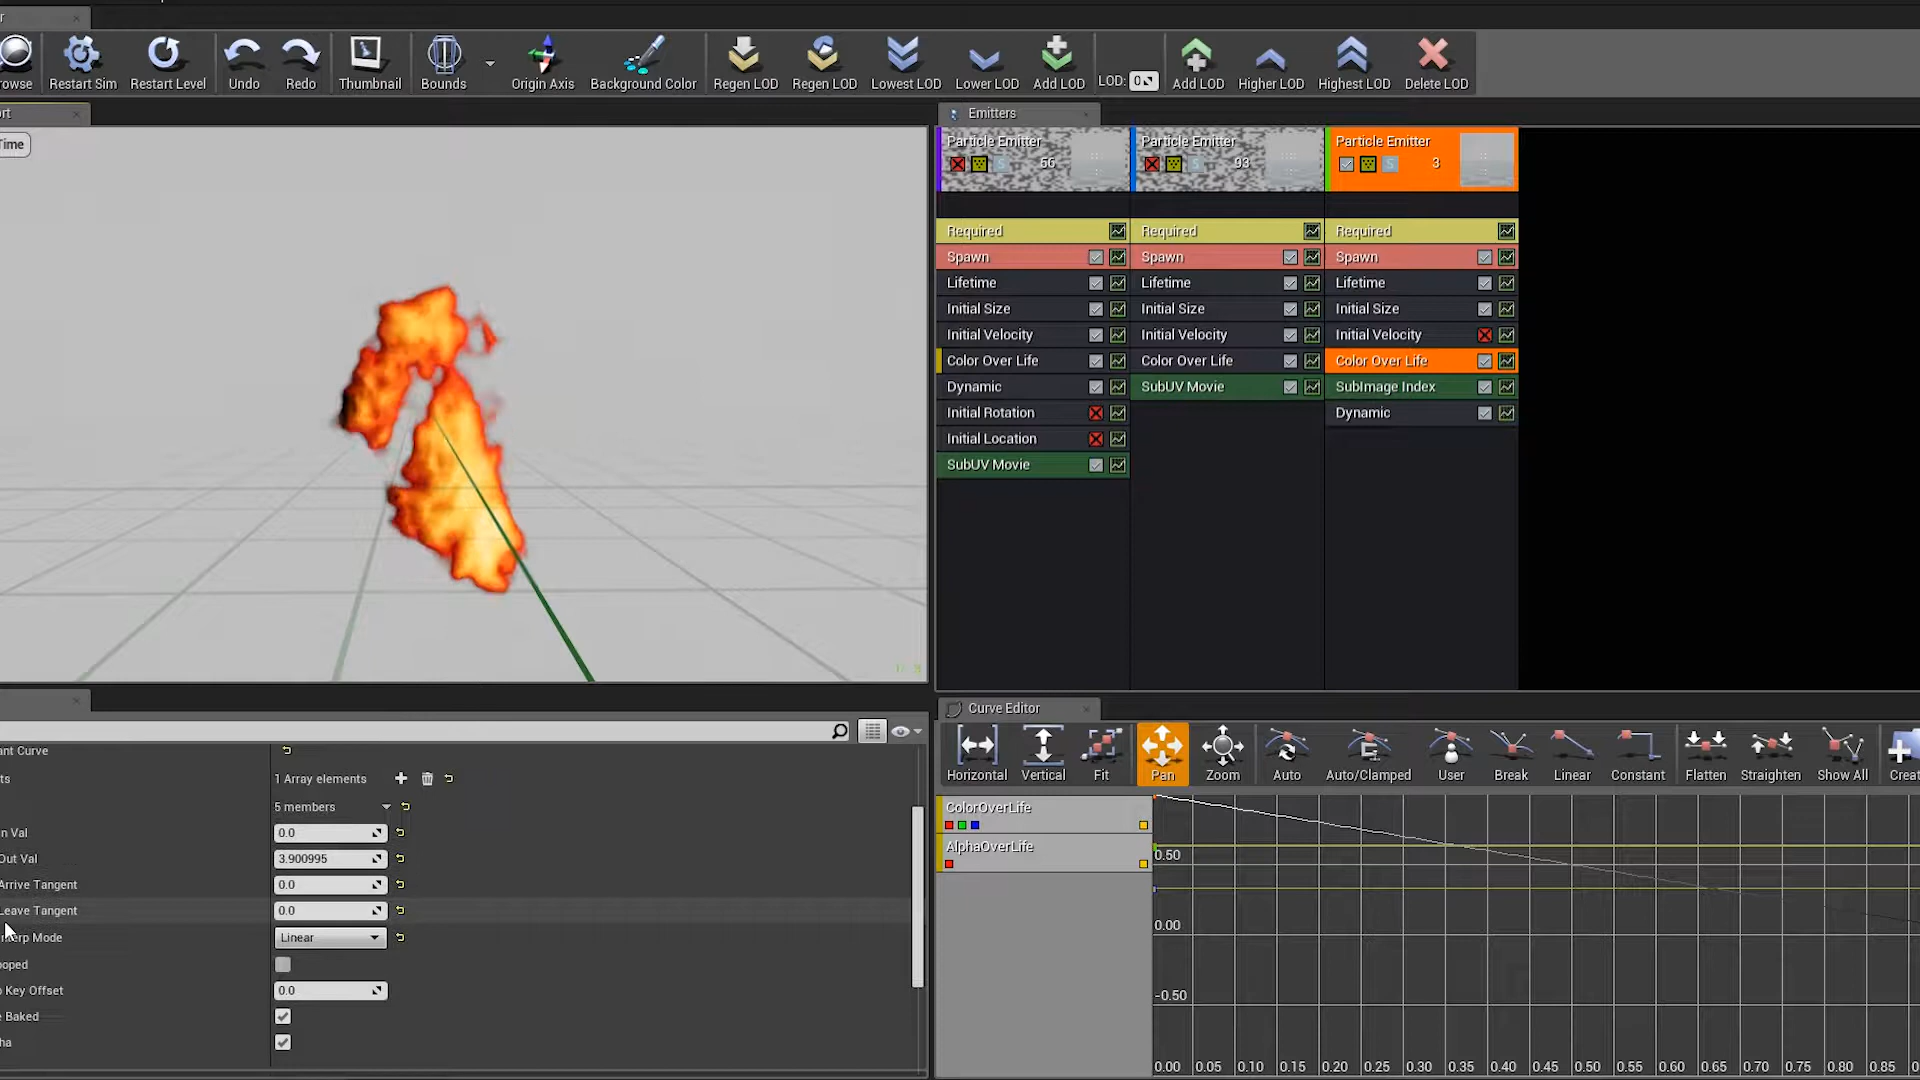 r
owse Restart Sim Restart Level Undo Redo Thumbnail Bounds Origin Axis Background Color Regen LOD Regen LOD Lowest LOD Lower LOD Add LOD LOD: 0 Add LOD Higher LOD Highest LOD Delete LOD
ort
Time
Emitters
Particle Emitter Particle Emitter Particle Emitter
S 56 S 93 S 3
Required Required Required
Spawn Spawn Spawn
Lifetime Lifetime Lifetime
Initial Size Initial Size Initial Size
Initial Velocity Initial Velocity Initial Velocity
Color Over Life Color Over Life Color Over Life
Dynamic SubUV Movie SubImage Index
Initial Rotation Dynamic
Initial Location
SubUV Movie
ant Curve
ts 1 Array elements
5 members
n Val 0.0
Out Val 3.900995
Arrive Tangent 0.0
Leave Tangent 0.0
nterp Mode Linear
ooped
p Key Offset 0.0
e Baked
ha
Curve Editor
Horizontal Vertical Fit Pan Zoom Auto Auto/Clamped User Break Linear Constant Flatten Straighten Show All Creat
ColorOverLife
AlphaOverLife
0.50
0.00
-0.50
0.00 0.05 0.10 0.15 0.20 0.25 0.30 0.35 0.40 0.45 0.50 0.55 0.60 0.65 0.70 0.75 0.80 0.85 0